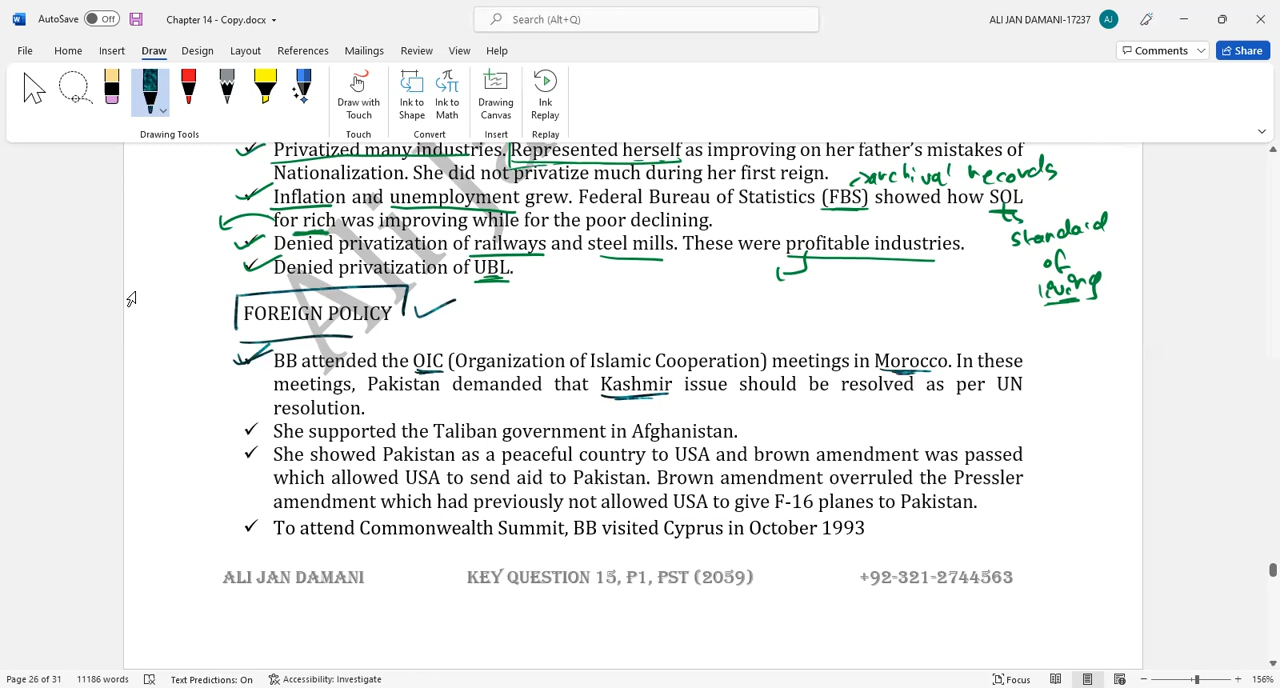 AutoSave Off Chapter 14 - Copy.docx Search (Alt+Q) ALI JAN DAMANI-17237 AJ
File Home Insert Draw Design Layout References Mailings Review View Help Comments Share
Draw with Touch Ink to Shape Ink to Math Drawing Canvas Ink Replay
Drawing Tools Touch Convert Insert Replay
Privatized many industries. Represented herself as improving on her father's mistakes of
Nationalization. She did not privatize much during her first reign.
archival records
Inflation and unemployment grew. Federal Bureau of Statistics (FBS) showed how SOL
for rich was improving while for the poor declining.
standard
of
living
Denied privatization of railways and steel mills. These were profitable industries.
Denied privatization of UBL.
FOREIGN POLICY
BB attended the OIC (Organization of Islamic Cooperation) meetings in Morocco. In these
meetings, Pakistan demanded that Kashmir issue should be resolved as per UN
resolution.
She supported the Taliban government in Afghanistan.
She showed Pakistan as a peaceful country to USA and brown amendment was passed
which allowed USA to send aid to Pakistan. Brown amendment overruled the Pressler
amendment which had previously not allowed USA to give F-16 planes to Pakistan.
To attend Commonwealth Summit, BB visited Cyprus in October 1993
ALI JAN DAMANI KEY QUESTION 15, P1, PST (2059) +92-321-2744563
Page 26 of 31 11186 words Text Predictions: On Accessibility: Investigate Focus 156%